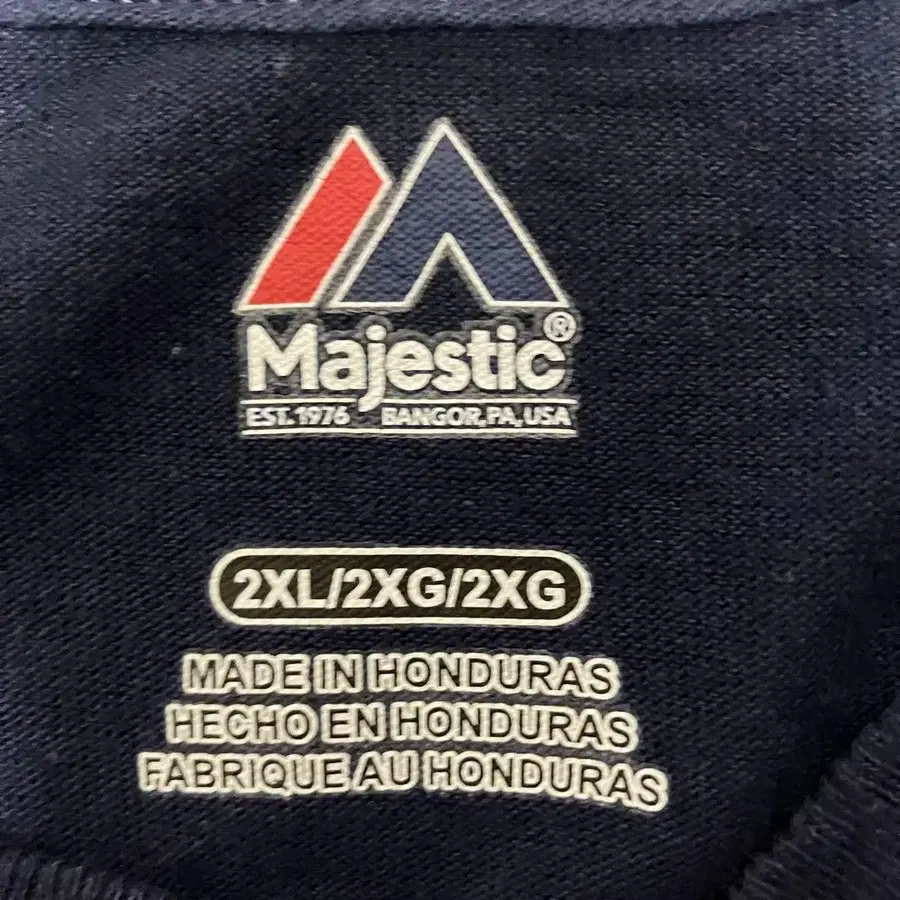 Majestic®
EST. 1976 BANGOR, PA, USA
2XL/2XG/2XG
MADE IN HONDURAS
HECHO EN HONDURAS
FABRIQUE AU HONDURAS